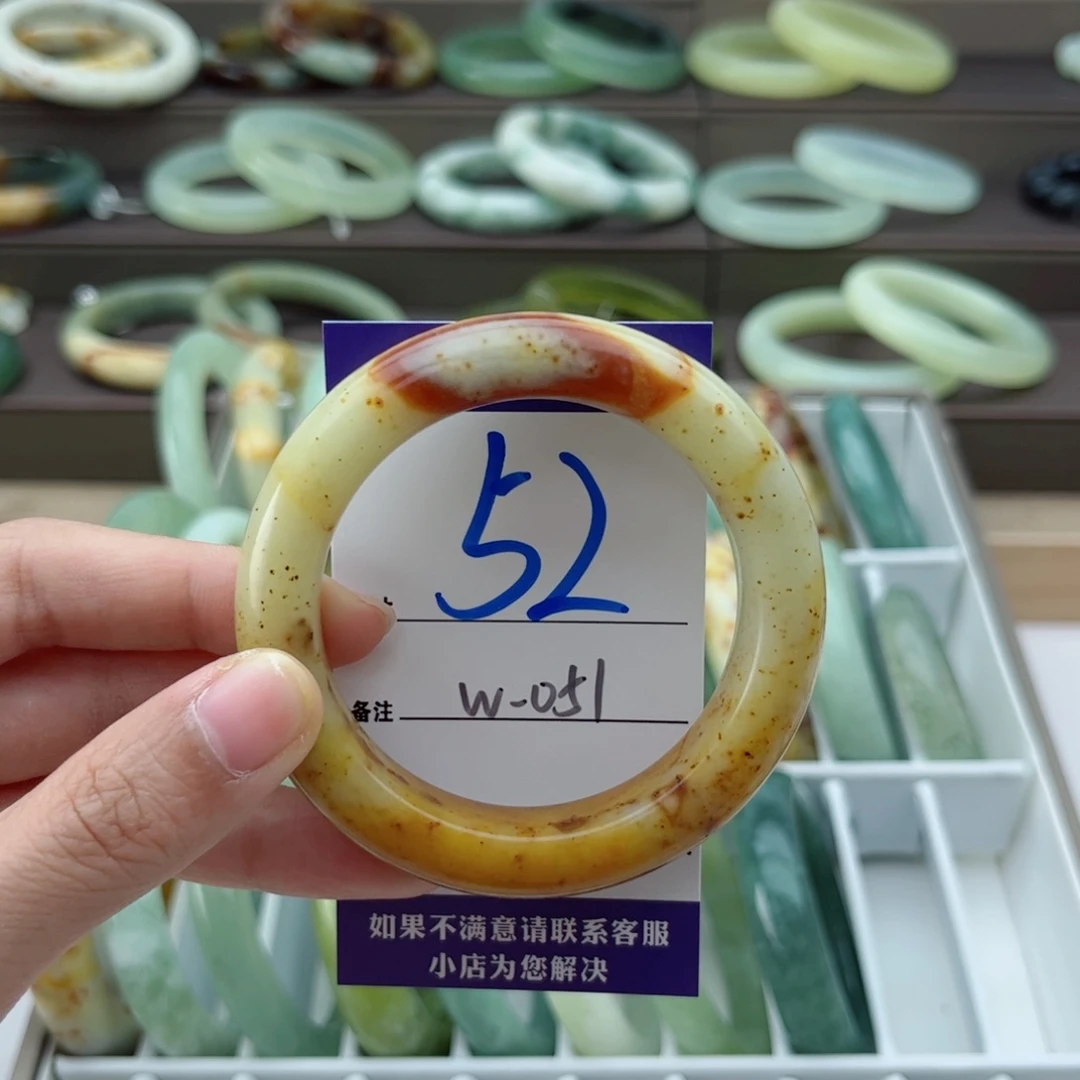 52
备注 W-051
如果不满意请联系客服
小店为您解决